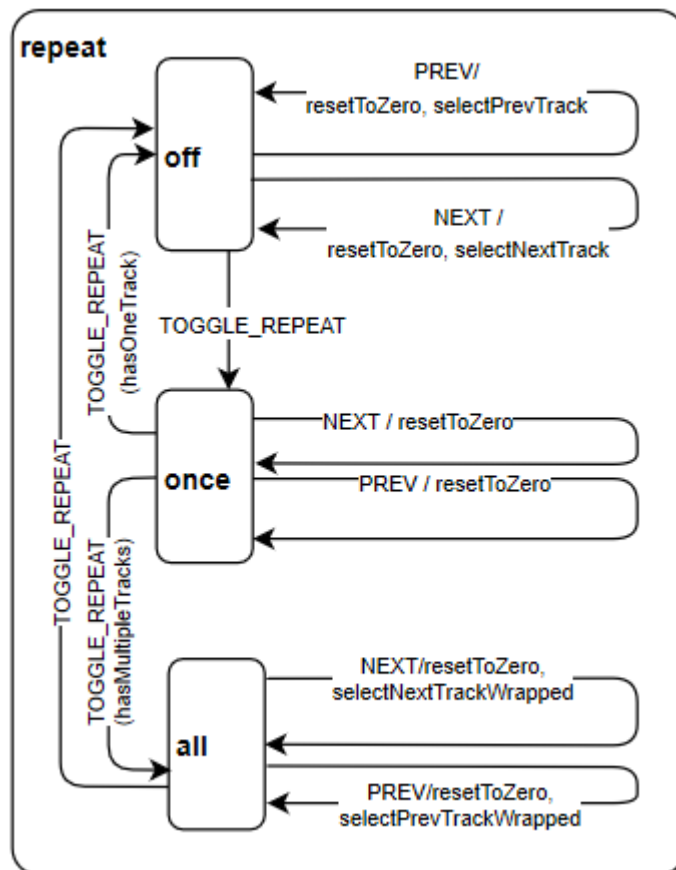 repeat
PREV/
resetToZero, selectPrevTrack
off
NEXT /
resetToZero, selectNextTrack
TOGGLE_REPEAT
(hasOneTrack)
TOGGLE_REPEAT
NEXT / resetToZero
once
PREV / resetToZero
TOGGLE_REPEAT
TOGGLE_REPEAT
(hasMultipleTracks)
NEXT/resetToZero,
selectNextTrackWrapped
all
PREV/resetToZero,
selectPrevTrackWrapped